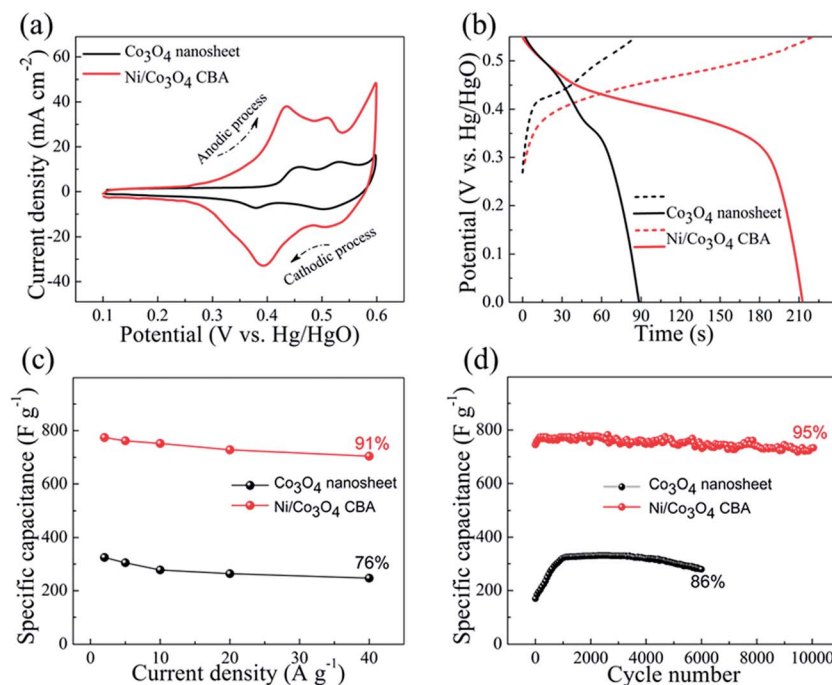 (a)
Current density (mA cm⁻²)
60
40
20
0
-20
-40
Co₃O₄ nanosheet
Ni/Co₃O₄ CBA
Anodic process
Cathodic process
0.1 0.2 0.3 0.4 0.5 0.6
Potential (V vs. Hg/HgO)
(b)
Potential (V vs. Hg/HgO)
0.5
0.4
0.3
0.2
0.1
0.0
Co₃O₄ nanosheet
Ni/Co₃O₄ CBA
0 30 60 90 120 150 180 210
Time (s)
(c)
Specific capacitance (F g⁻¹)
800
600
400
200
0
91%
Co₃O₄ nanosheet
Ni/Co₃O₄ CBA
76%
0 10 20 30 40
Current density (A g⁻¹)
(d)
Specific capacitance (F g⁻¹)
800
600
400
200
0
95%
Co₃O₄ nanosheet
Ni/Co₃O₄ CBA
86%
0 2000 4000 6000 8000 10000
Cycle number